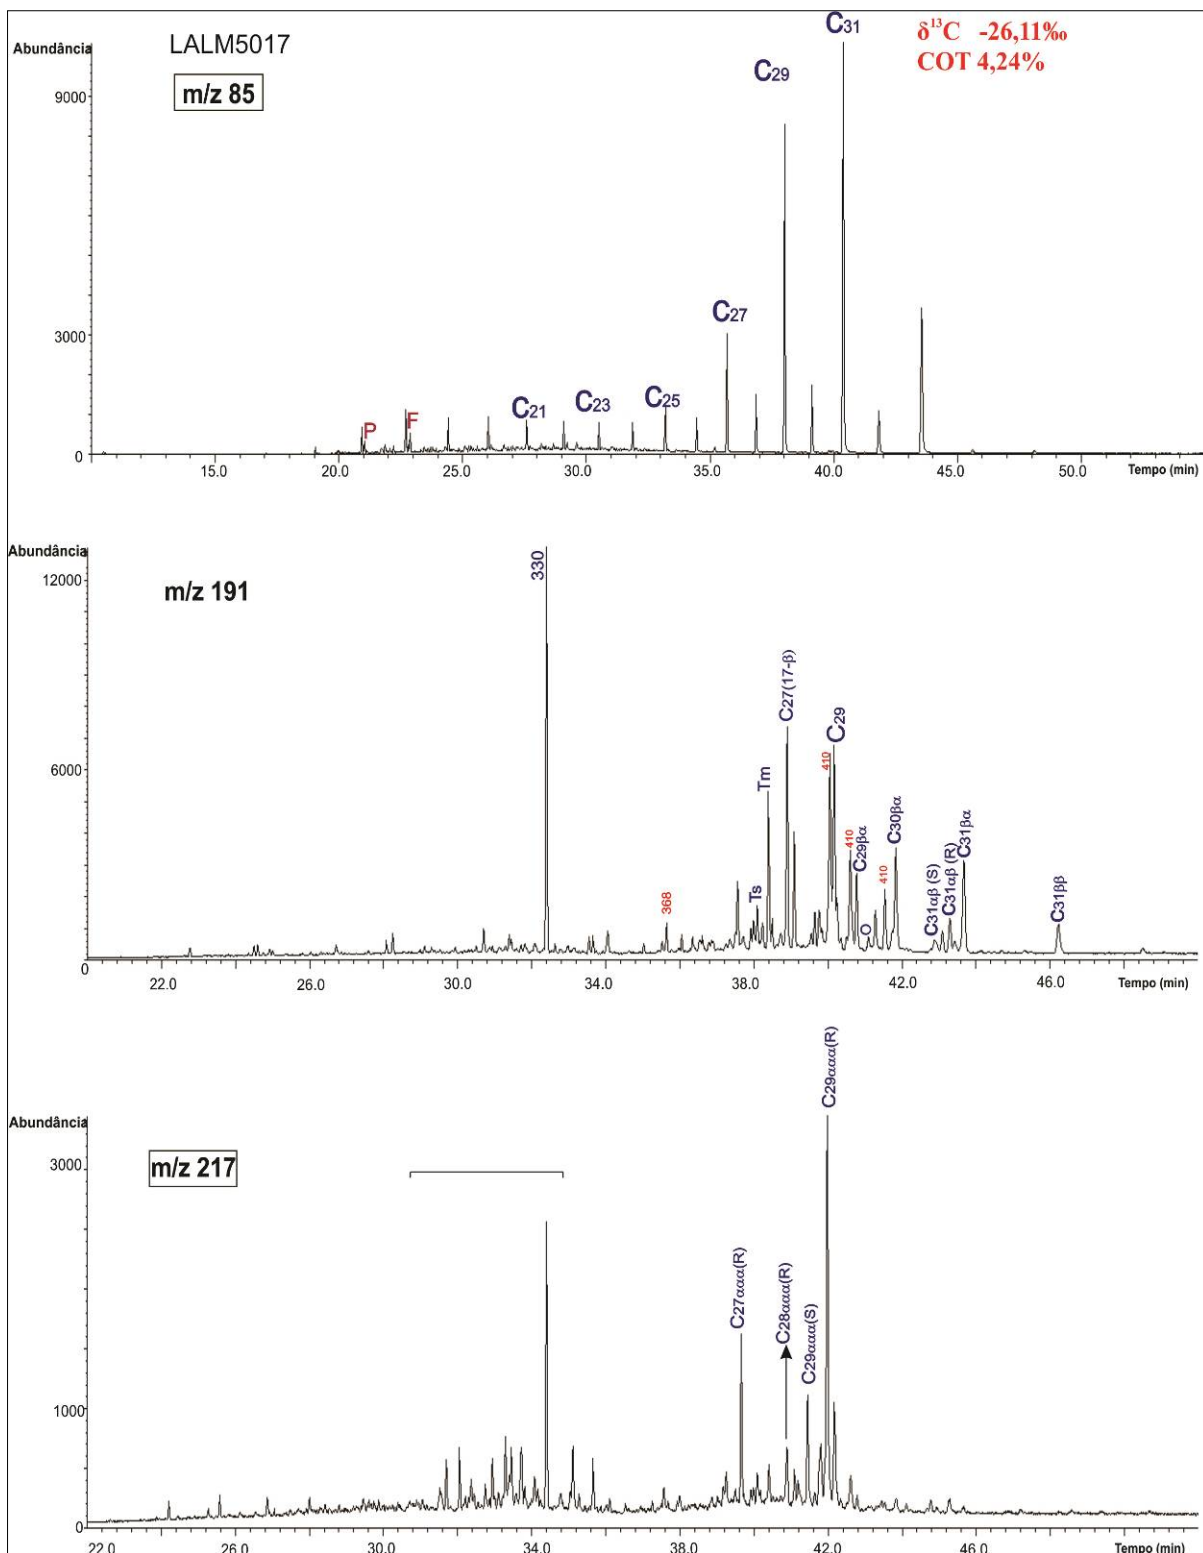 LALM5017
m/z 85
δ¹³C -26,11‰
COT 4,24%
Abundância
9000
3000
0
P
F
C₂₁
C₂₃
C₂₅
C₂₇
C₂₉
C₃₁
15.0 20.0 25.0 30.0 35.0 40.0 45.0 50.0 Tempo (min)
Abundância
m/z 191
12000
6000
0
330
368
Ts
Tm
C27(17-β)
410
C29
410
C29βα
O
410
C30βα
C31αβ (S)
C31αβ (R)
C31βα
C31ββ
22.0 26.0 30.0 34.0 38.0 42.0 46.0 Tempo (min)
Abundância
m/z 217
3000
1000
0
C27ααα(R)
C28ααα(R)
C29ααα(S)
C29ααα(R)
22.0 26.0 30.0 34.0 38.0 42.0 46.0 Tempo (min)